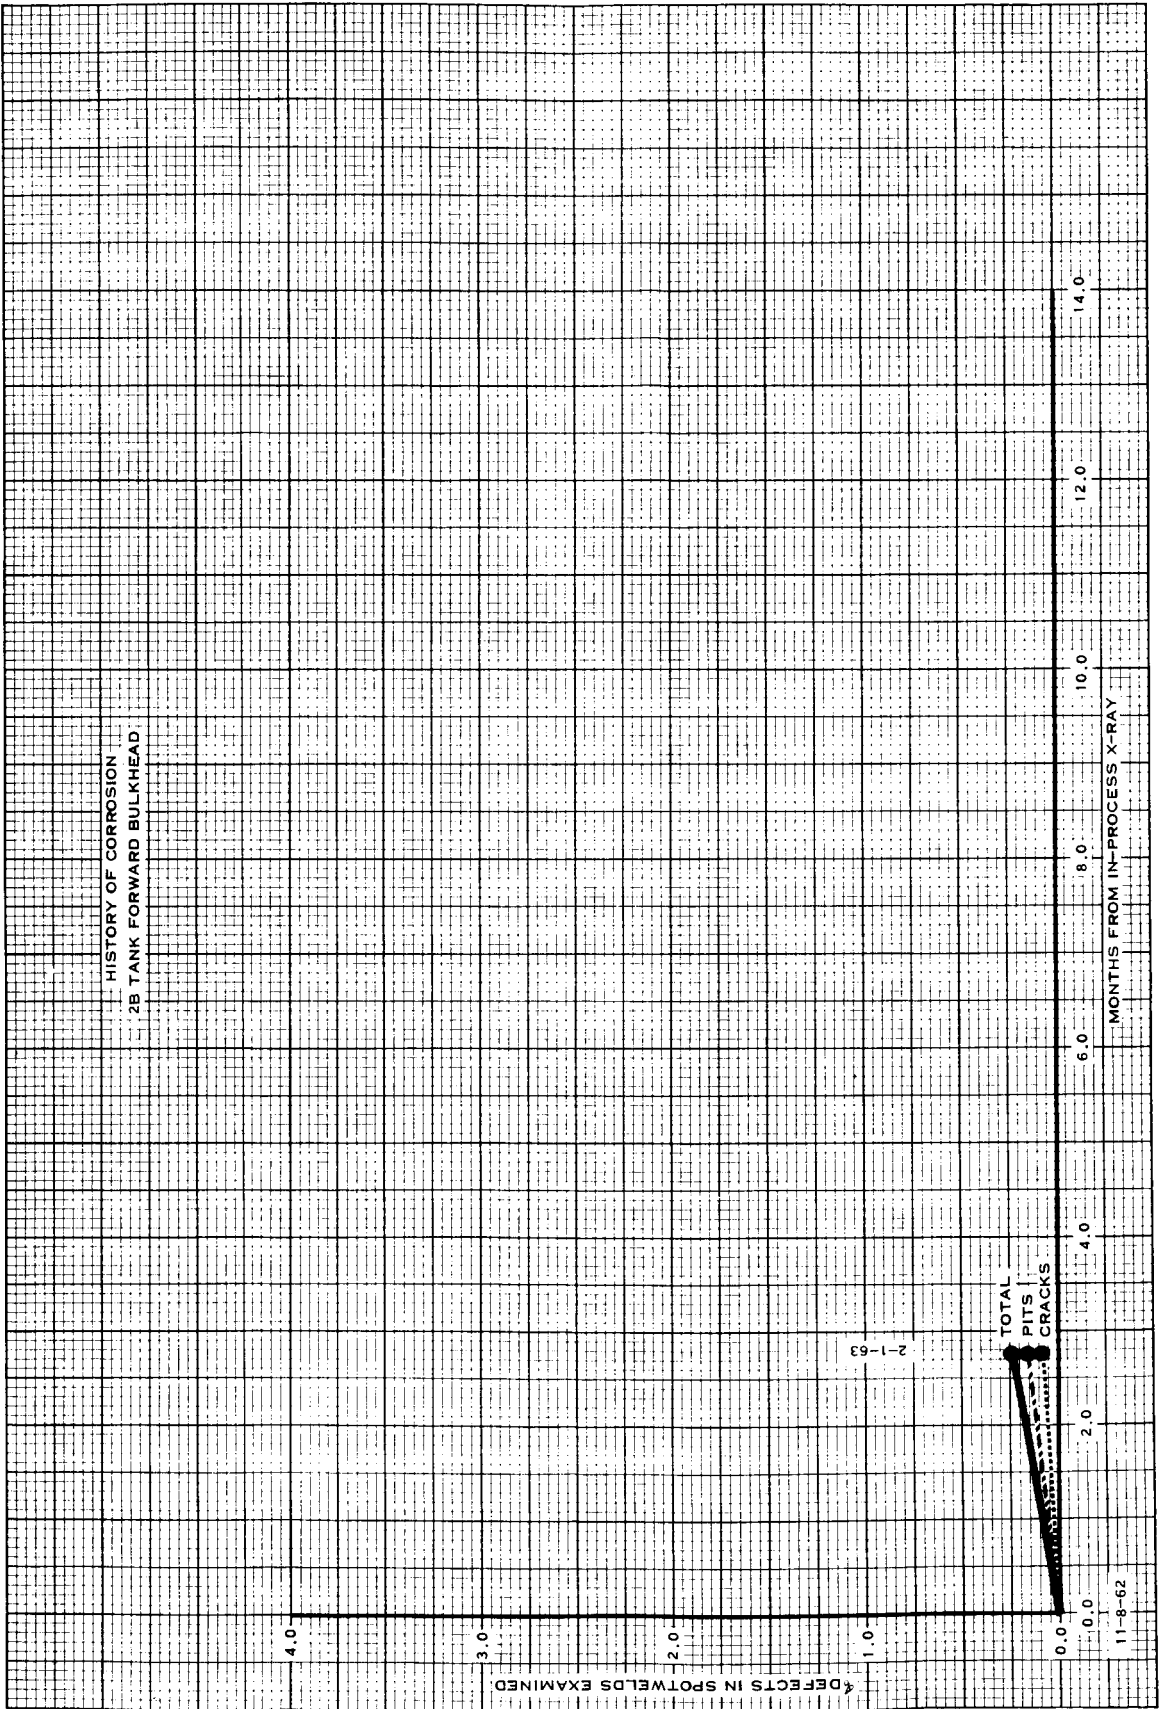 HISTORY OF CORROSION
2B TANK FORWARD BULKHEAD
% DEFECTS IN SPOTWELDS EXAMINED
4.0
3.0
2.0
1.0
0.0
2-1-63
TOTAL
PITS
CRACKS
0.0 2.0 4.0 6.0 8.0 10.0 12.0 14.0
11-8-62
MONTHS FROM IN-PROCESS X-RAY